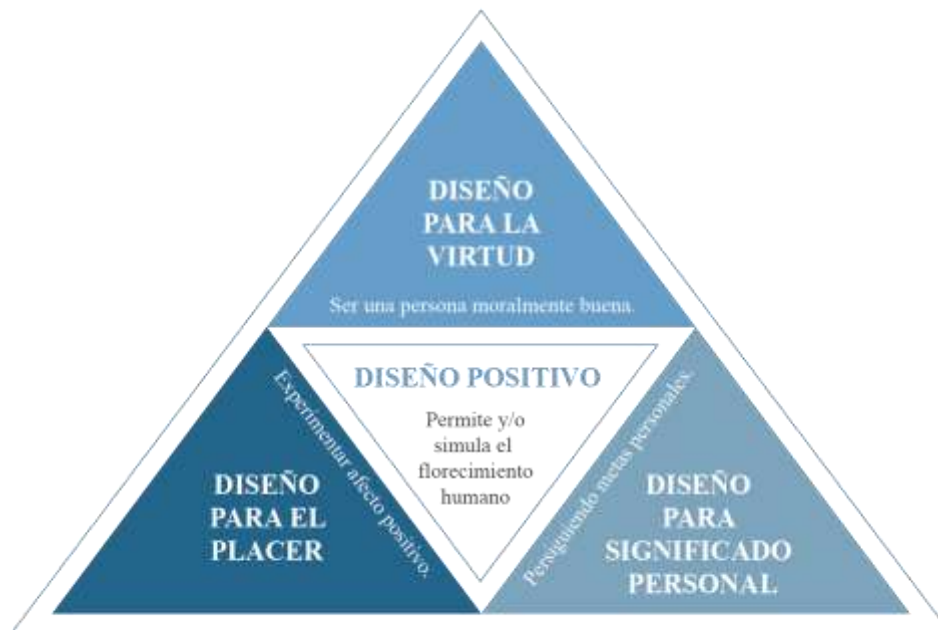 DISEÑO
PARA LA
VIRTUD
Ser una persona moralmente buena.
DISEÑO POSITIVO
Permite y/o
simula el
florecimiento
humano
Experimentar afecto positivo.
DISEÑO
PARA EL
PLACER
Persiguiendo metas personales.
DISEÑO
PARA
SIGNIFICADO
PERSONAL